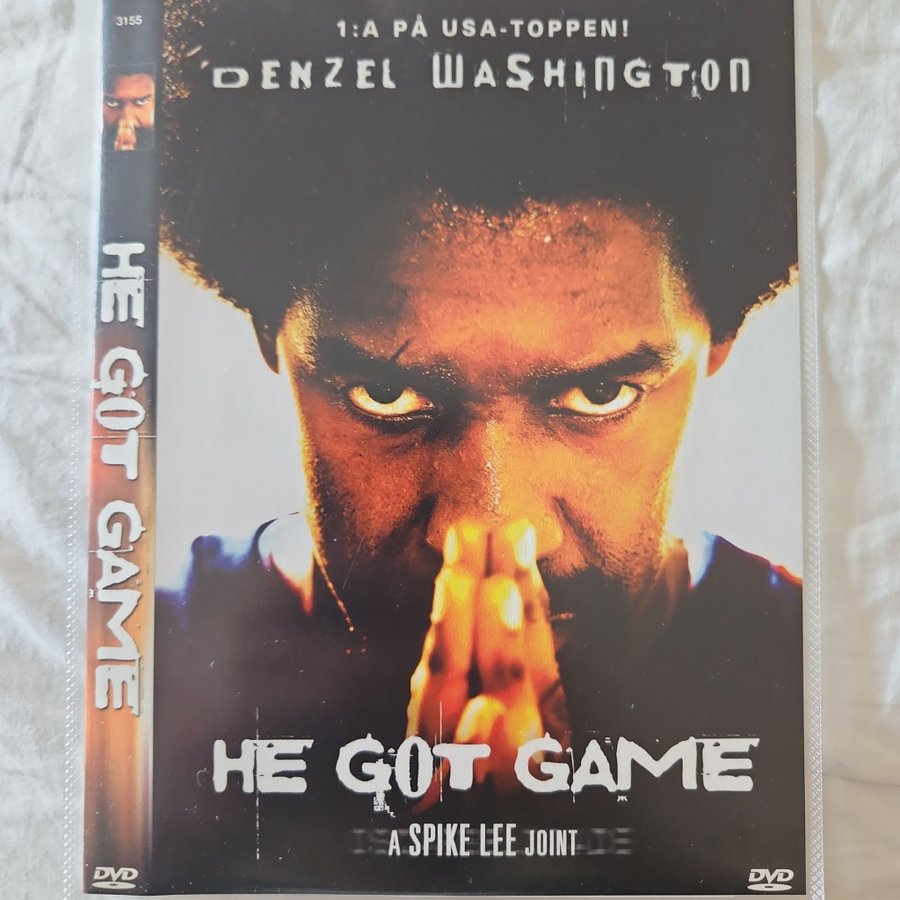 3155
HE GOT GAME
DVD
1:A PÅ USA-TOPPEN!
DENZEL WASHINGTON
HE GOT GAME
A SPIKE LEE JOINT
DVD